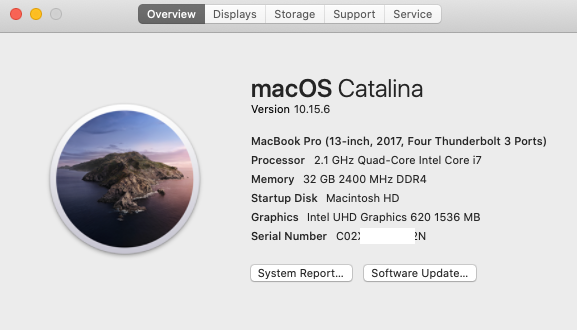 Overview Displays Storage Support Service
macOS Catalina
Version 10.15.6
MacBook Pro (13-inch, 2017, Four Thunderbolt 3 Ports)
Processor 2.1 GHz Quad-Core Intel Core i7
Memory 32 GB 2400 MHz DDR4
Startup Disk Macintosh HD
Graphics Intel UHD Graphics 620 1536 MB
Serial Number C02 2N
System Report... Software Update...